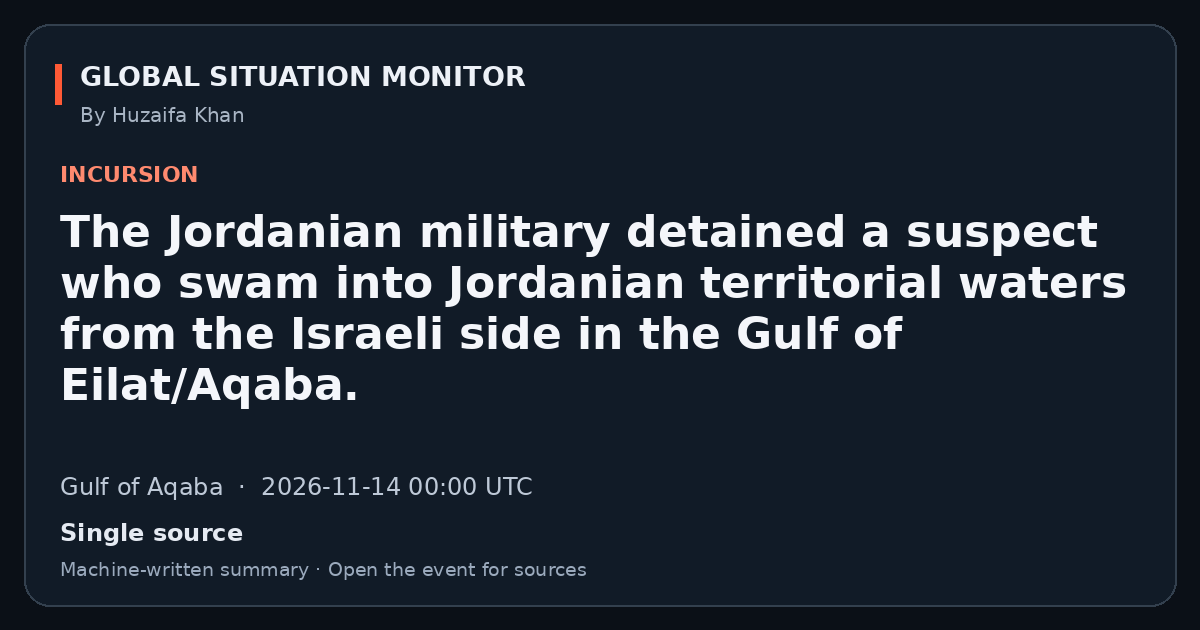 GLOBAL SITUATION MONITOR
By Huzaifa Khan
INCURSION
The Jordanian military detained a suspect
who swam into Jordanian territorial waters
from the Israeli side in the Gulf of
Eilat/Aqaba.
Gulf of Aqaba · 2026-11-14 00:00 UTC
Single source
Machine-written summary · Open the event for sources